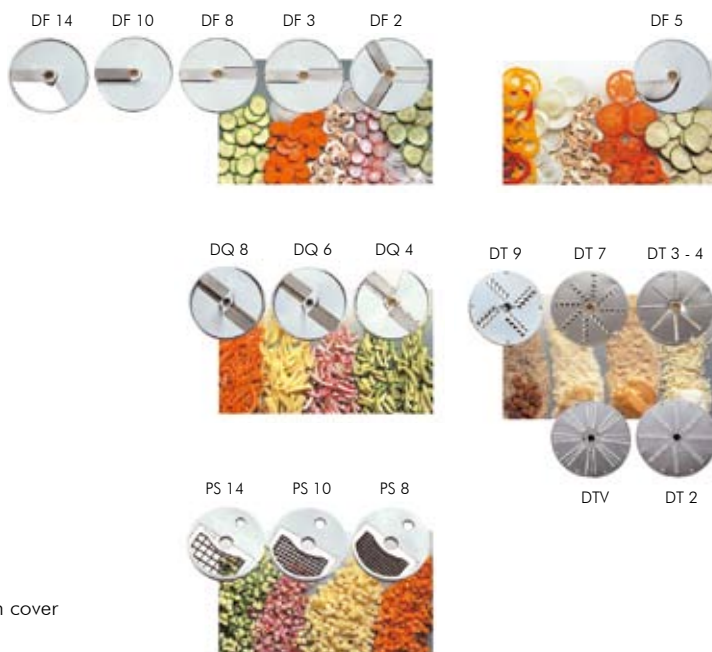 DF 14 DF 10 DF 8 DF 3 DF 2 DF 5
DQ 8 DQ 6 DQ 4 DT 9 DT 7 DT 3 - 4
DTV DT 2
PS 14 PS 10 PS 8
cover